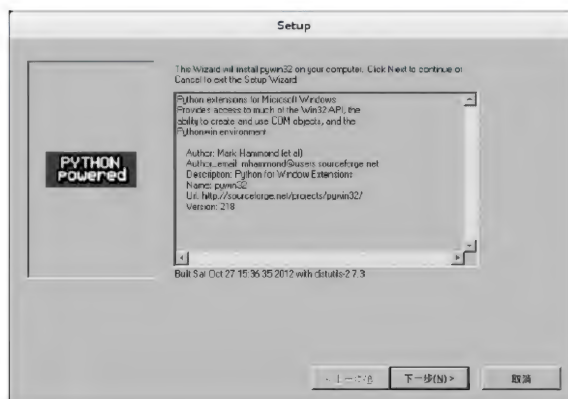 Setup
The Wizard will install pywin32 on your computer. Click Next to continue or
Cancel to exit the Setup Wizard.
Python extensions for Microsoft Windows
Provides access to much of the Win32 API, the
ability to create and use COM objects, and the
Pythonwin environment.
Author: Mark Hammond (et al)
Author_email: mhammond@users.sourceforge.net
Description: Python for Window Extensions
Name: pywin32
Url: http://sourceforge.net/projects/pywin32/
Version: 218
PYTHON
Powered
Built Sat Oct 27 15:36:35 2012 with distutils-2.7.3
下一步(N) >
取消